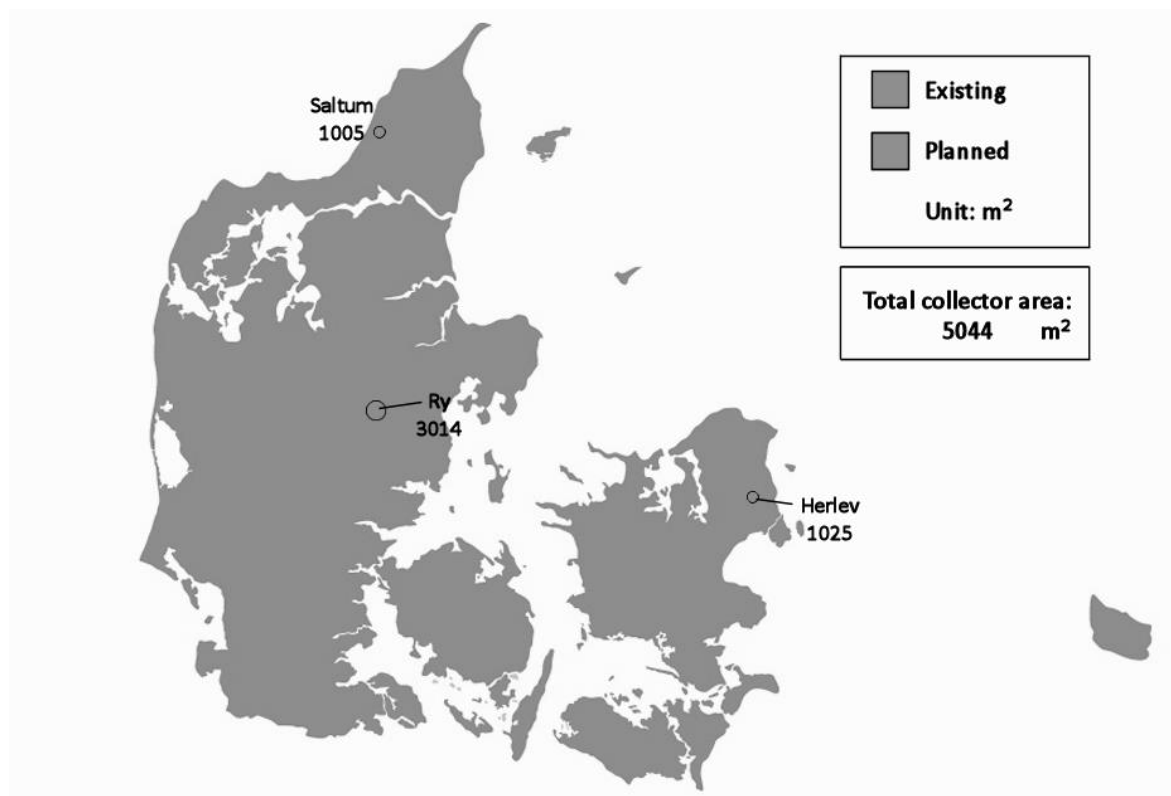 Saltum
1005
Existing
Planned
Unit: m²
Total collector area:
5044 m²
Ry
3014
Herlev
1025